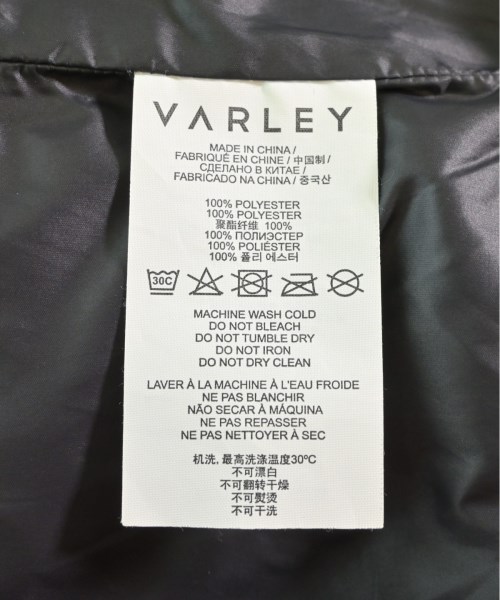 VARLEY
MADE IN CHINA /
FABRIQUÉ EN CHINE / 中国制 /
СДЕЛАНО В КИТАЕ /
FABRICADO NA CHINA / 중국산
100% POLYESTER
100% POLYESTER
聚酯纤维 100%
100% ПОЛИЭСТЕР
100% POLIÉSTER
100% 폴리 에스터
30C
MACHINE WASH COLD
DO NOT BLEACH
DO NOT TUMBLE DRY
DO NOT IRON
DO NOT DRY CLEAN
LAVER À LA MACHINE À L'EAU FROIDE
NE PAS BLANCHIR
NÃO SECAR À MÁQUINA
NE PAS REPASSER
NE PAS NETTOYER À SEC
机洗, 最高洗涤温度30ºC
不可漂白
不可翻转干燥
不可熨烫
不可干洗